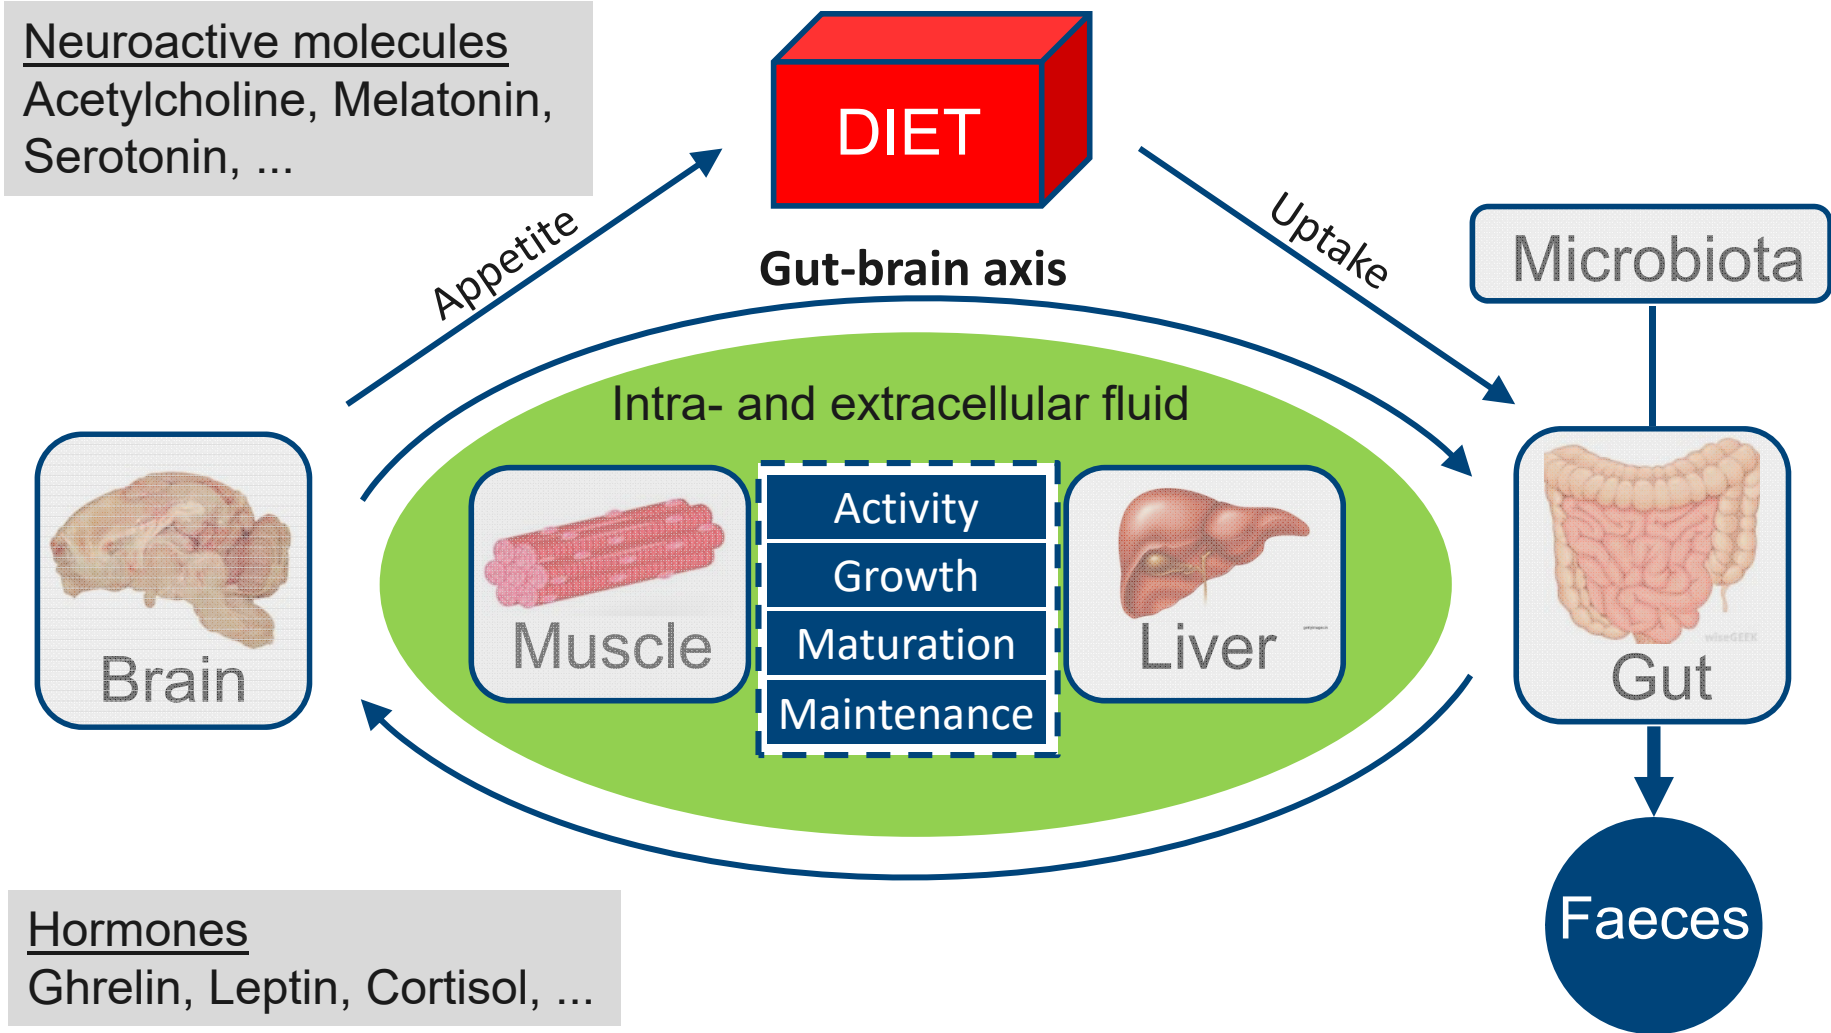 Neuroactive molecules
Acetylcholine, Melatonin,
Serotonin, ...
DIET
Appetite
Uptake
Gut-brain axis
Microbiota
Intra- and extracellular fluid
Brain
Muscle
Activity
Growth
Maturation
Maintenance
Liver
wiseGEEK
Gut
Faeces
Hormones
Ghrelin, Leptin, Cortisol, ...